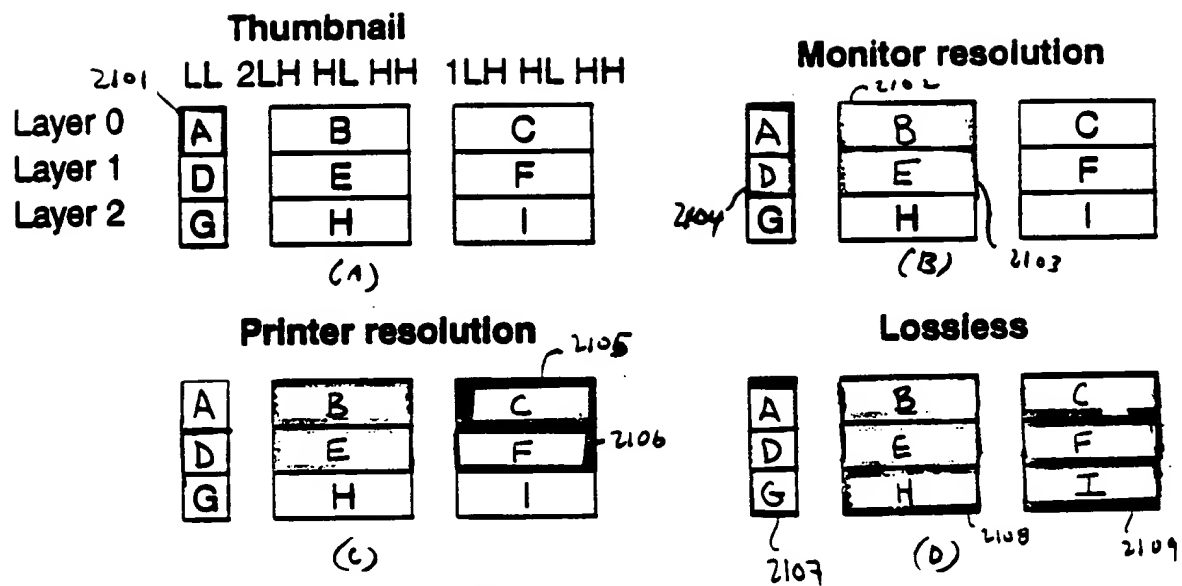 Thumbnail
2101 LL 2LH HL HH 1LH HL HH
Layer 0 A B C
Layer 1 D E F
Layer 2 G H I
(A)
Monitor resolution
2102
A B C
D E F
2104 G H I
(B) 2103
Printer resolution
2105
A B C
D E F 2106
G H I
(C)
Lossless
A B C
D E F
G H I
2107 (D) 2108 2109